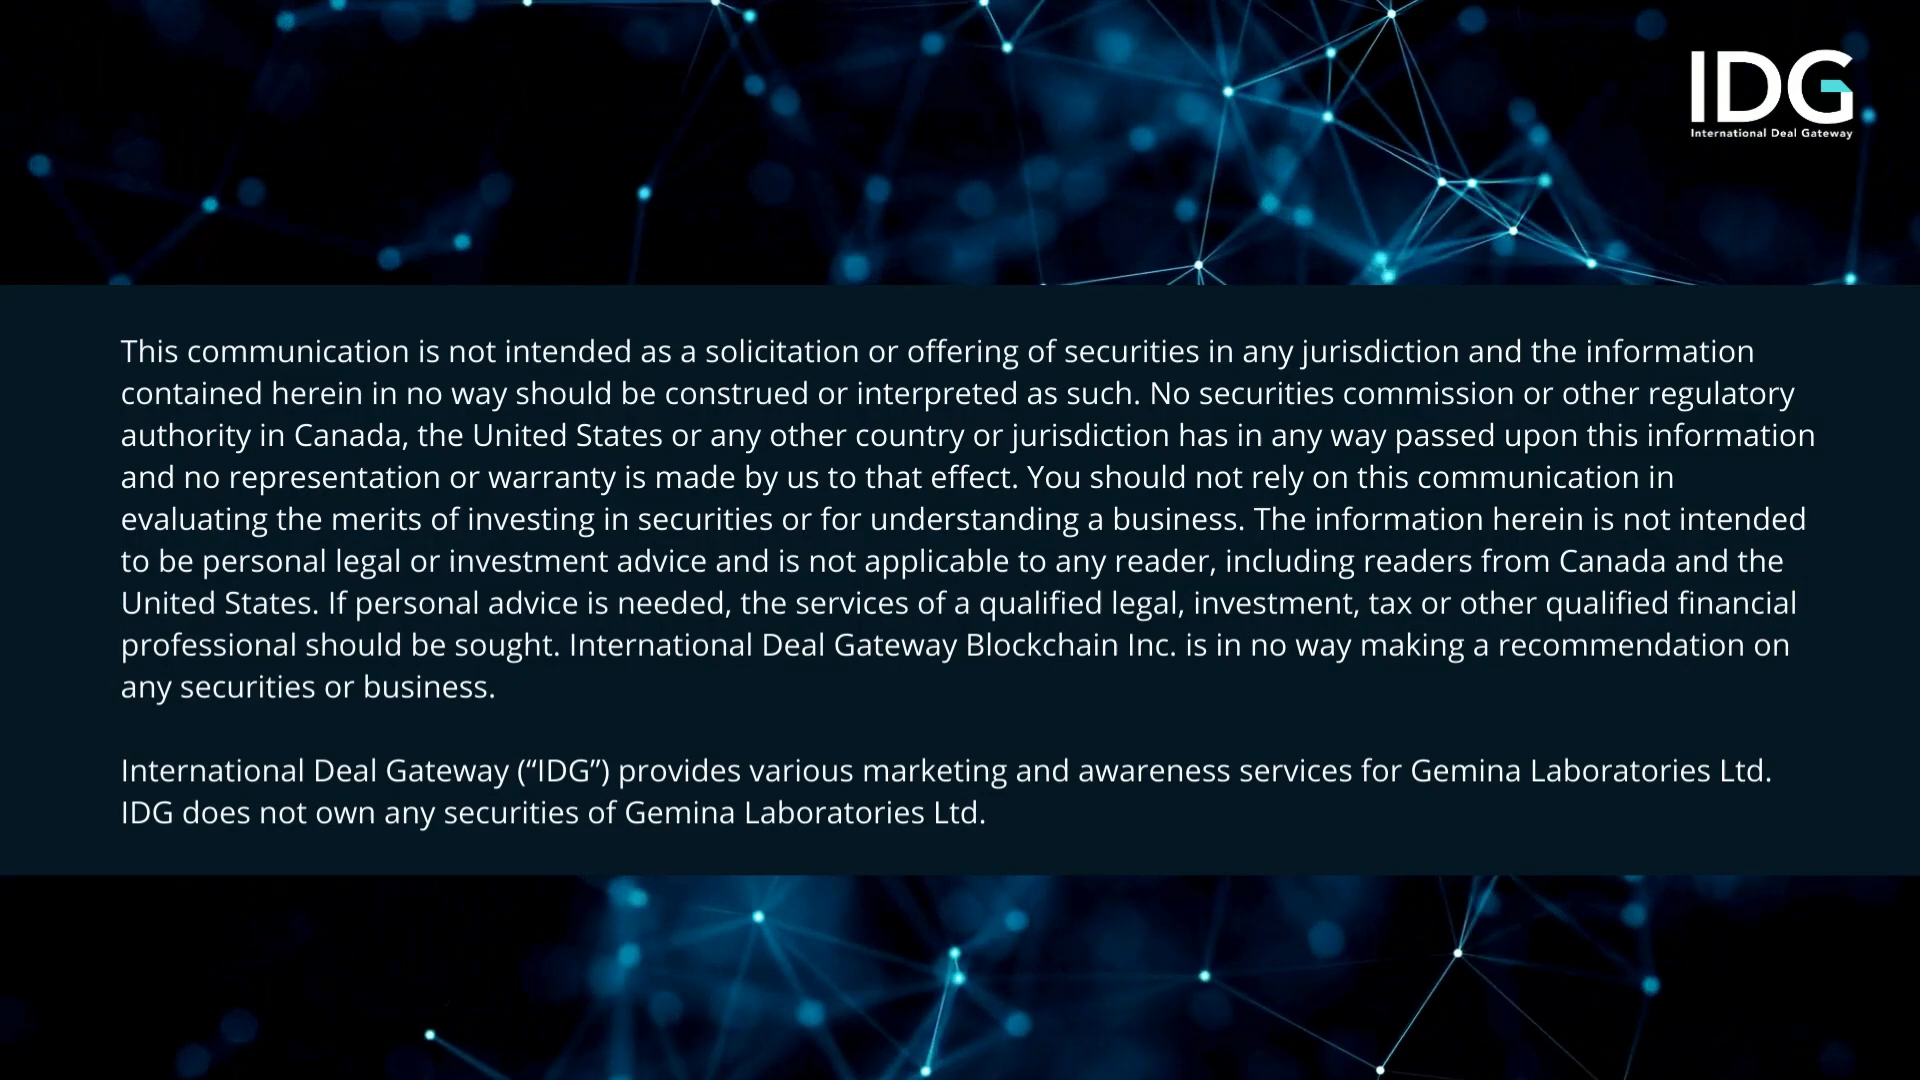 IDG
International Deal Gateway
This communication is not intended as a solicitation or offering of securities in any jurisdiction and the information
contained herein in no way should be construed or interpreted as such. No securities commission or other regulatory
authority in Canada, the United States or any other country or jurisdiction has in any way passed upon this information
and no representation or warranty is made by us to that effect. You should not rely on this communication in
evaluating the merits of investing in securities or for understanding a business. The information herein is not intended
to be personal legal or investment advice and is not applicable to any reader, including readers from Canada and the
United States. If personal advice is needed, the services of a qualified legal, investment, tax or other qualified financial
professional should be sought. International Deal Gateway Blockchain Inc. is in no way making a recommendation on
any securities or business.
International Deal Gateway (“IDG”) provides various marketing and awareness services for Gemina Laboratories Ltd.
IDG does not own any securities of Gemina Laboratories Ltd.